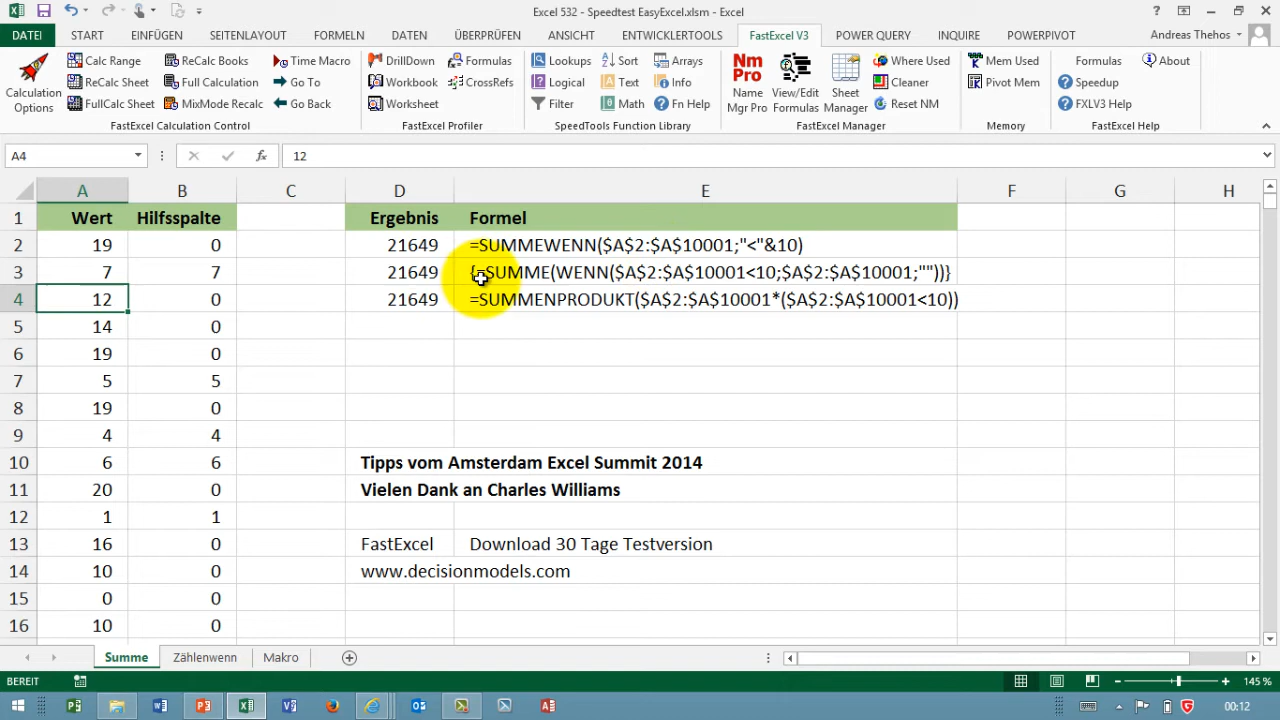 Excel 532 - Speedtest EasyExcel.xlsm - Excel
DATEI START EINFÜGEN SEITENLAYOUT FORMELN DATEN ÜBERPRÜFEN ANSICHT ENTWICKLERTOOLS FastExcel V3 POWER QUERY INQUIRE POWERPIVOT Andreas Thehos
Calculation Options
Calc Range ReCalc Books Time Macro
ReCalc Sheet Full Calculation Go To
FullCalc Sheet MixMode Recalc Go Back
FastExcel Calculation Control
DrillDown Formulas
Workbook CrossRefs
Worksheet
FastExcel Profiler
Lookups Sort Arrays
Logical Text Info
Filter Math Fn Help
SpeedTools Function Library
Nm Pro
Name Mgr Pro
View/Edit Formulas
Sheet Manager
Where Used
Cleaner
Reset NM
FastExcel Manager
Mem Used
Pivot Mem
Memory
Formulas About
Speedup
FXLV3 Help
FastExcel Help
A4 fx 12
A B C D E F G H
1 Wert Hilfsspalte Ergebnis Formel
2 19 0 21649 =SUMMEWENN($A$2:$A$10001;"<"&10)
3 7 7 21649 {=SUMME(WENN($A$2:$A$10001<10;$A$2:$A$10001;""))}
4 12 0 21649 =SUMMENPRODUKT($A$2:$A$10001*($A$2:$A$10001<10))
5 14 0
6 19 0
7 5 5
8 19 0
9 4 4
10 6 6 Tipps vom Amsterdam Excel Summit 2014
11 20 0 Vielen Dank an Charles Williams
12 1 1
13 16 0 FastExcel Download 30 Tage Testversion
14 10 0 www.decisionmodels.com
15 0 0
16 10 0
Summe Zählenwenn Makro
BEREIT 145 %
00:12